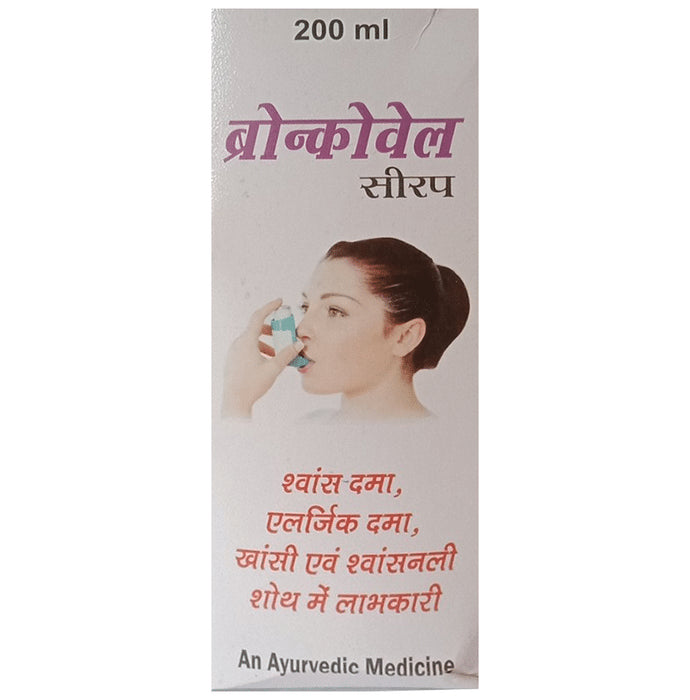 200 ml
ब्रोन्कोवेल
सीरप
श्वांस-दमा,
एलर्जिक दमा,
खांसी एवं श्वांसनली
शोथ में लाभकारी
An Ayurvedic Medicine